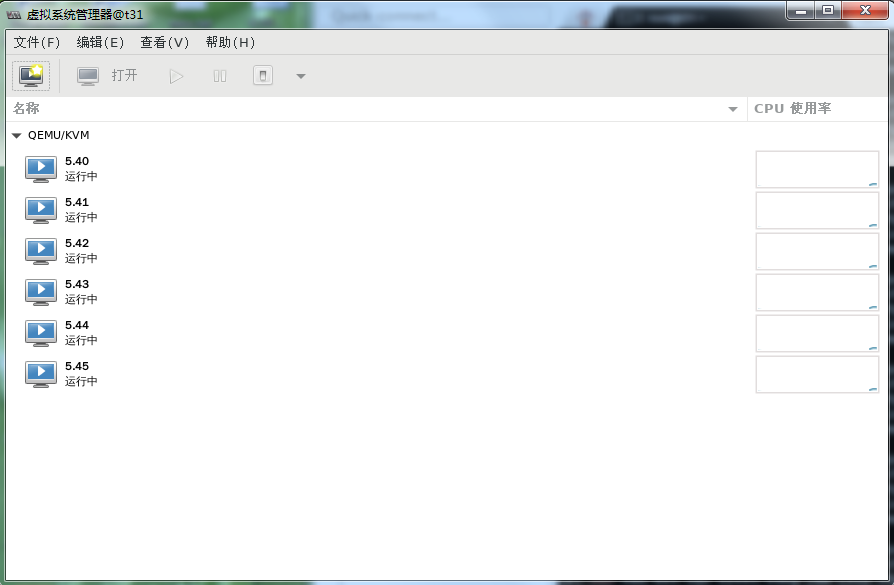 虚拟系统管理器@t31
文件(F) 编辑(E) 查看(V) 帮助(H)
打开
名称 CPU 使用率
QEMU/KVM
5.40
运行中
5.41
运行中
5.42
运行中
5.43
运行中
5.44
运行中
5.45
运行中